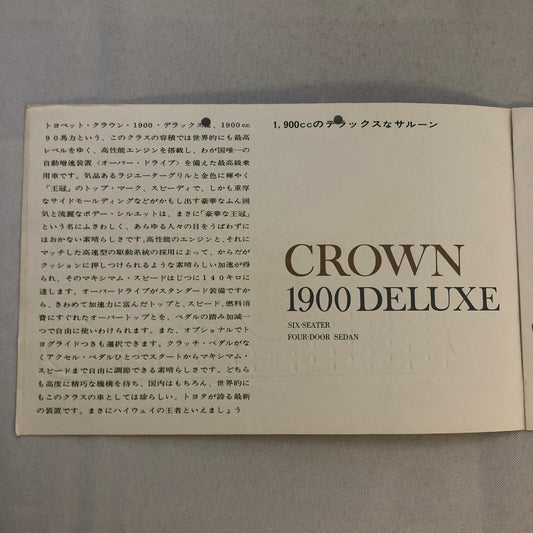 トヨペット・クラウン・1900・デラックスは、1900cc.
90馬力という、このクラスの容積では世界的にも最高
レベルをゆく、高性能エンジンを搭載し、わが国唯一の
自動増速装置〈オーバー・ドライブ〉を備えた最高級乗
用車です。気品あるラジエーターグリルと金色に輝やく
「王冠」のトップ・マーク、スピーディで、しかも重厚
なサイドモールディングなどがかもし出す豪華なふん囲
気と流麗なボデー・シルエットは、まさに「豪華な王冠」
という名にふさわしく、あらゆる人々の目をうばわずに
はおかない素晴らしさです。高性能のエンジンと、それに
マッチした高速型の駆動系統の採用によって、からだが
クッションに押しつけられるような素晴らしい加速が得
られ、そのマキシマム・スピードはじつに140キロに
達します。オーバードライブがスタンダード装備ですか
ら、きわめて加速力に富んだトップと、スピード、燃料消
費にすぐれたオーバートップとを、ペダルの踏み加減一
つで自由に使いわけられます。また、オプショナルでト
ヨグライドつきも選択できます。クラッチ・ペダルがな
くアクセル・ペダルひとつでスタートからマキシマム・
スピードまで自由に調節できる素晴らしさです。どちら
も高度に精巧な機構を持ち、国内はもちろん、世界的に
もこのクラスの車としては珍らしい、トヨタが誇る最新
の装置です。まさにハイウェイの王者といえましょう
1,900ccのデラックスなサルーン
CROWN
1900 DELUXE
SIX-SEATER
FOUR-DOOR SEDAN